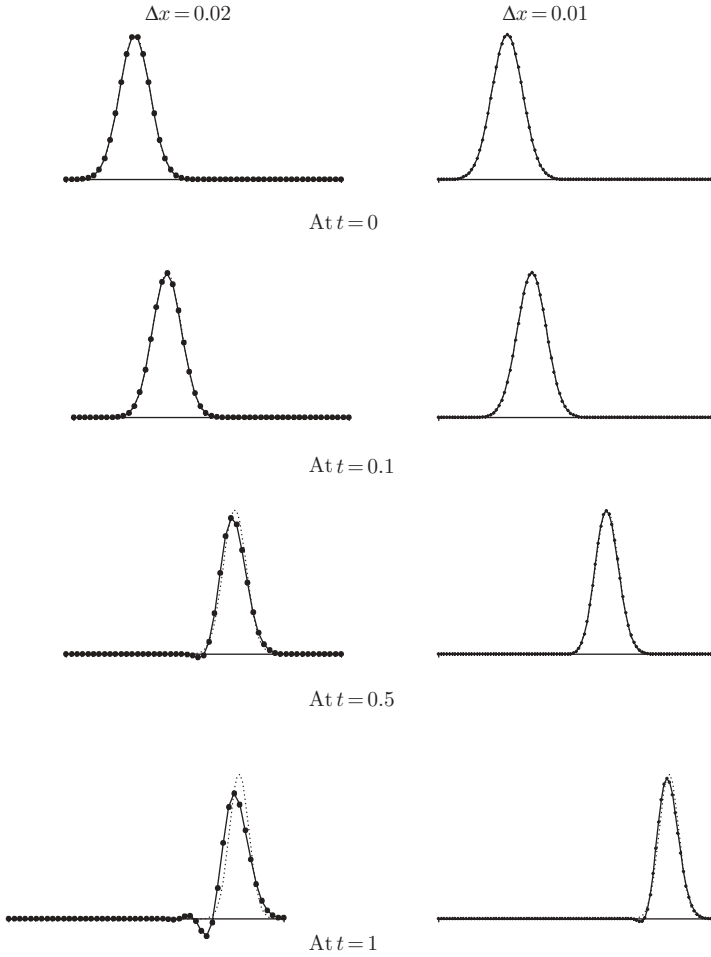 Δx = 0.02
Δx = 0.01
At t = 0
At t = 0.1
At t = 0.5
At t = 1